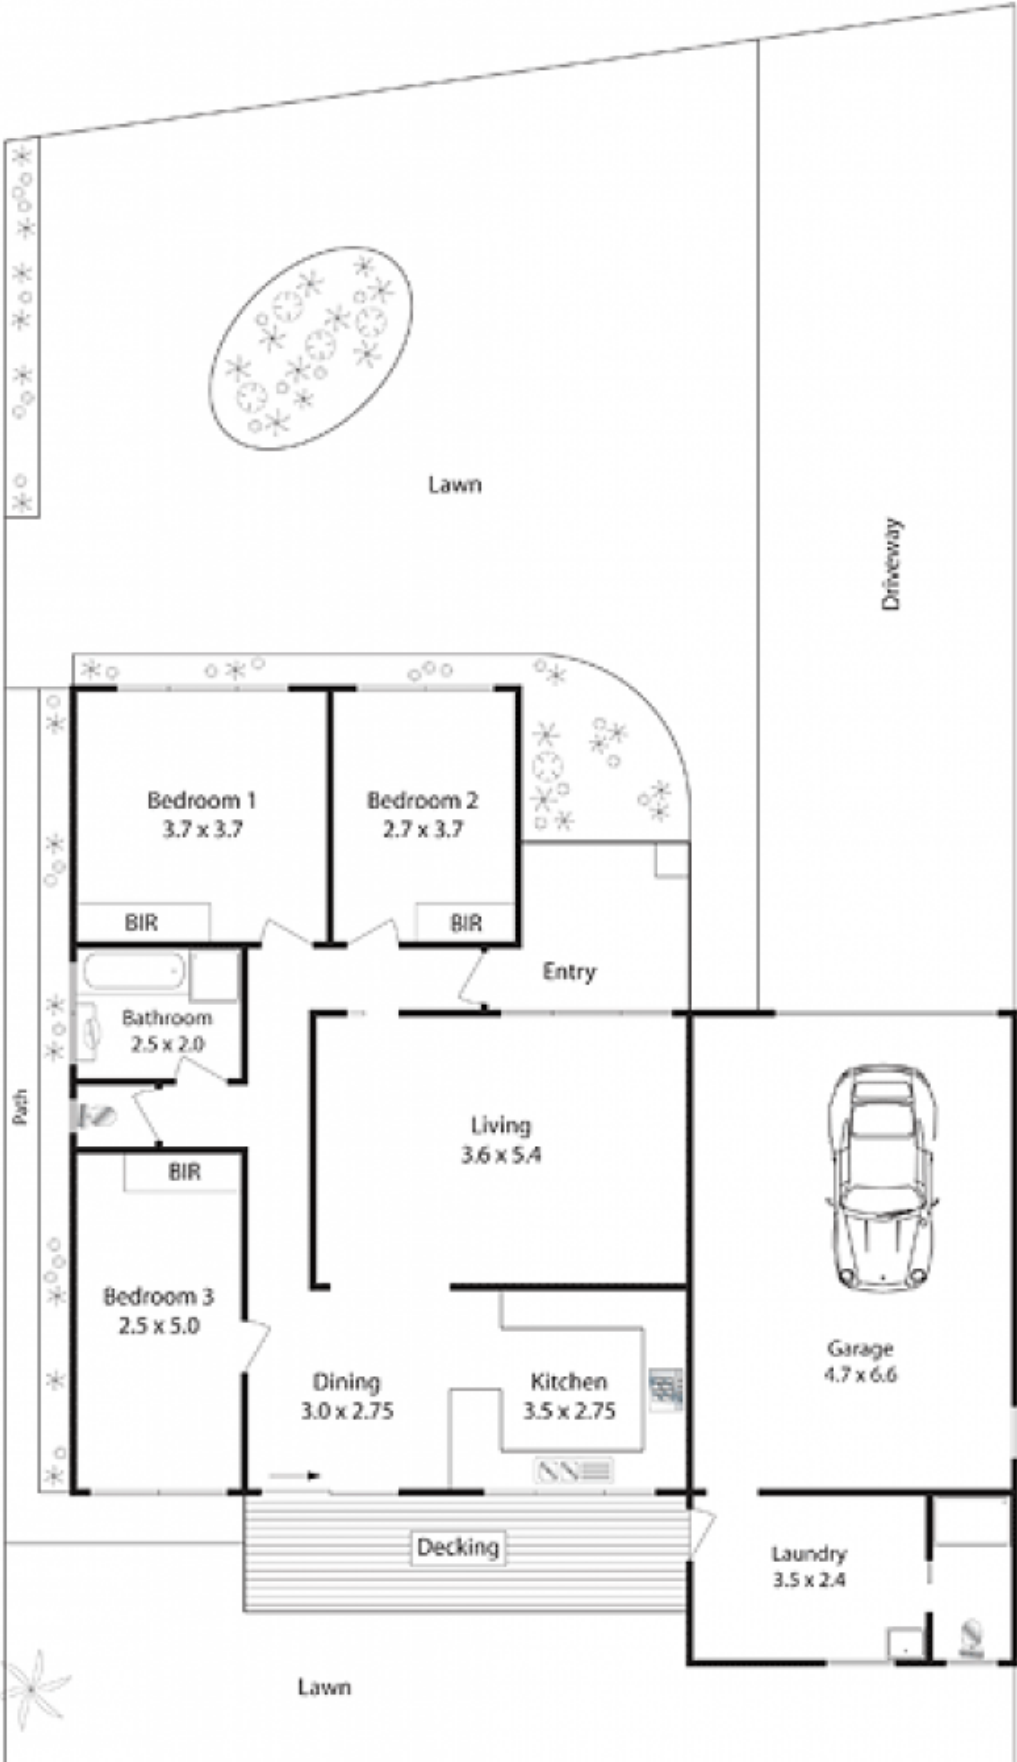 Lawn
Driveway
Bedroom 1
3.7 x 3.7
Bedroom 2
2.7 x 3.7
BIR
BIR
Entry
Bathroom
2.5 x 2.0
Path
Living
3.6 x 5.4
BIR
Bedroom 3
2.5 x 5.0
Garage
4.7 x 6.6
Dining
3.0 x 2.75
Kitchen
3.5 x 2.75
Decking
Laundry
3.5 x 2.4
Lawn